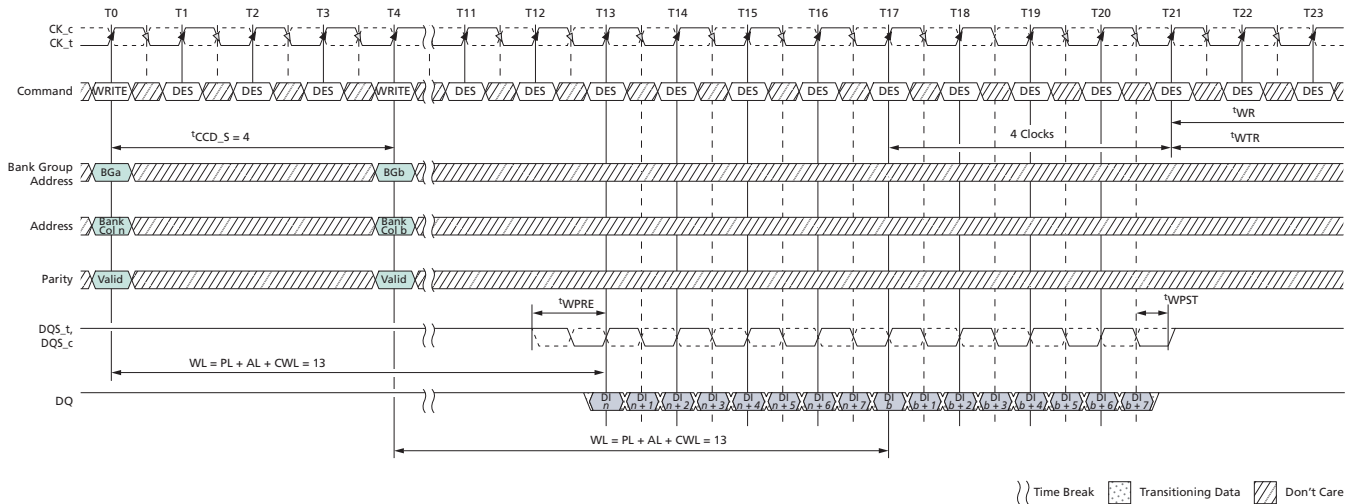 T0 T1 T2 T3 T4 T11 T12 T13 T14 T15 T16 T17 T18 T19 T20 T21 T22 T23
CK_c
CK_t
Command WRITE DES DES DES WRITE DES DES DES DES DES DES DES DES DES DES DES DES DES
tWR
tCCD_S = 4 4 Clocks tWTR
Bank Group
Address BGa BGb
Address Bank
Col n Bank
Col b
Parity Valid Valid
tWPRE tWPST
DQS_t,
DQS_c
WL = PL + AL + CWL = 13
DQ DI
n DI
n + 1 DI
n + 2 DI
n + 3 DI
n + 4 DI
n + 5 DI
n + 6 DI
n + 7 DI
b DI
b + 1 DI
b + 2 DI
b + 3 DI
b + 4 DI
b + 5 DI
b + 6 DI
b + 7
WL = PL + AL + CWL = 13
Time Break Transitioning Data Don't Care